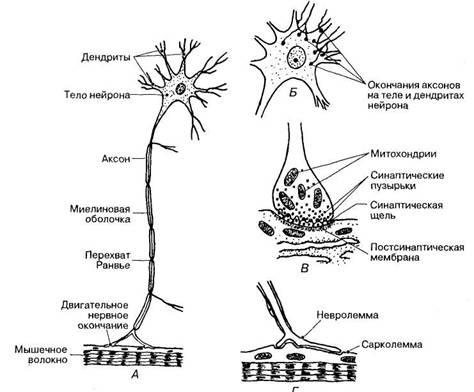 Дендриты
Тело нейрона
Аксон
Миелиновая
оболочка
Перехват
Ранвье
Двигательное
нервное
окончание
Мышечное
волокно
А
Б
Окончания аксонов
на теле и дендритах
нейрона
Митохондрии
Синаптические
пузырьки
Синаптическая
щель
Постсинаптическая
мембрана
В
Невролемма
Сарколемма
Г